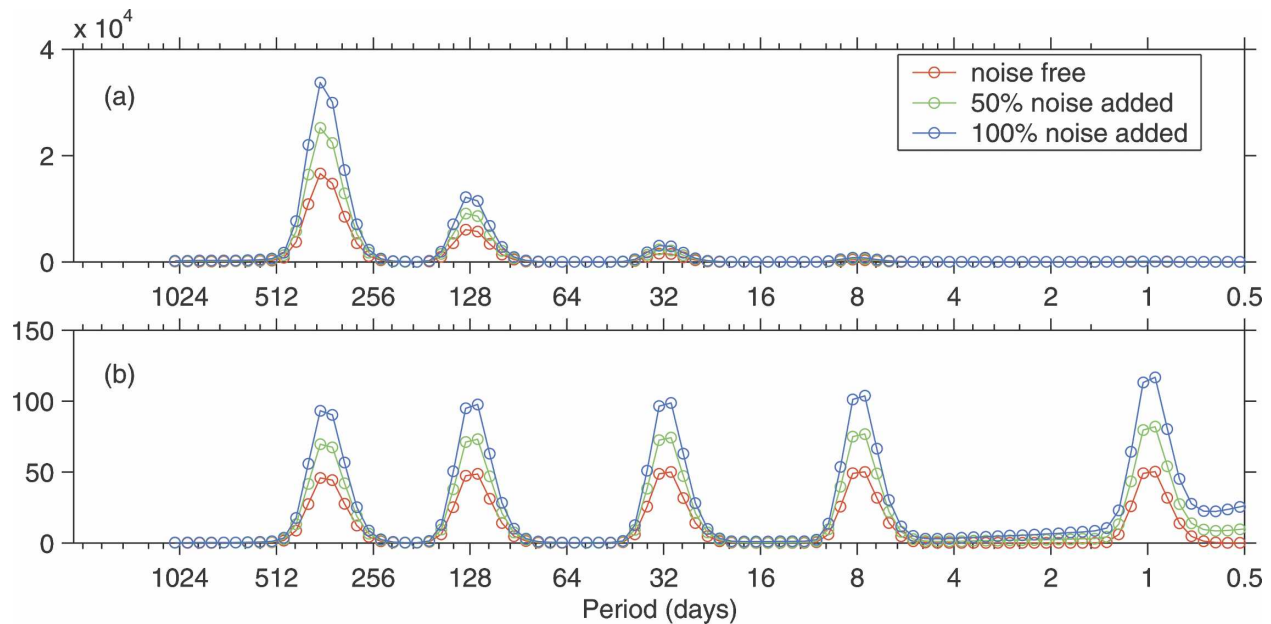 x 10⁴
4
(a)
noise free
50% noise added
100% noise added
2
0
1024 512 256 128 64 32 16 8 4 2 1 0.5
150
(b)
100
50
0
1024 512 256 128 64 32 16 8 4 2 1 0.5
Period (days)